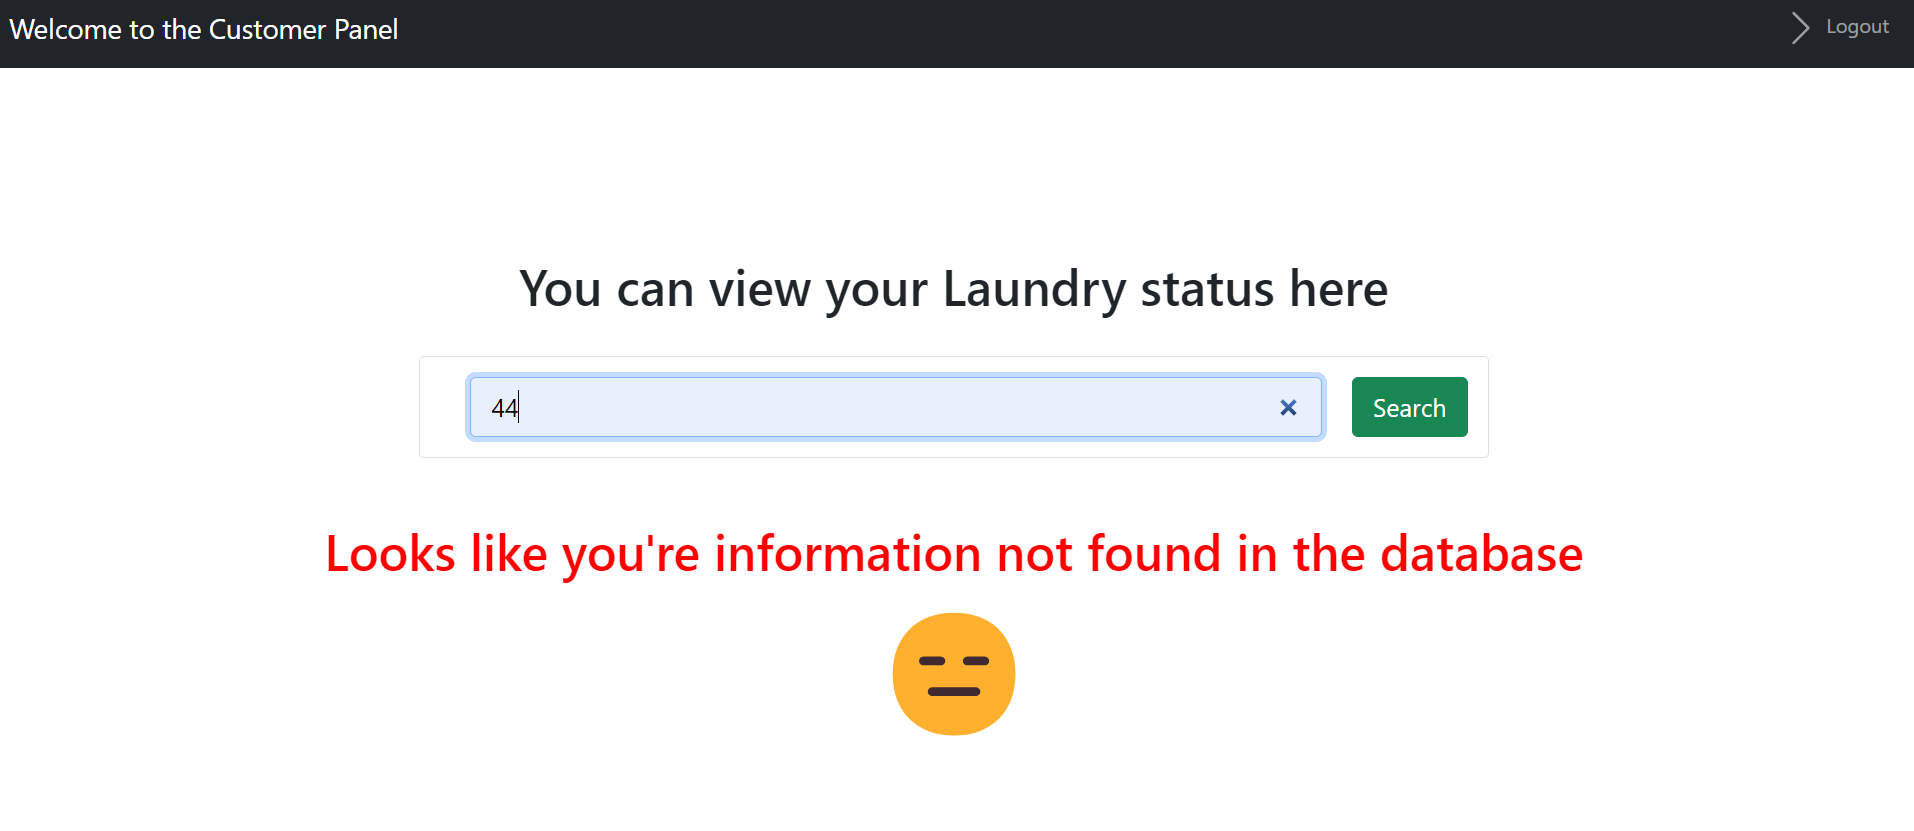 Welcome to the Customer Panel
Logout
You can view your Laundry status here
44
Search
Looks like you're information not found in the database